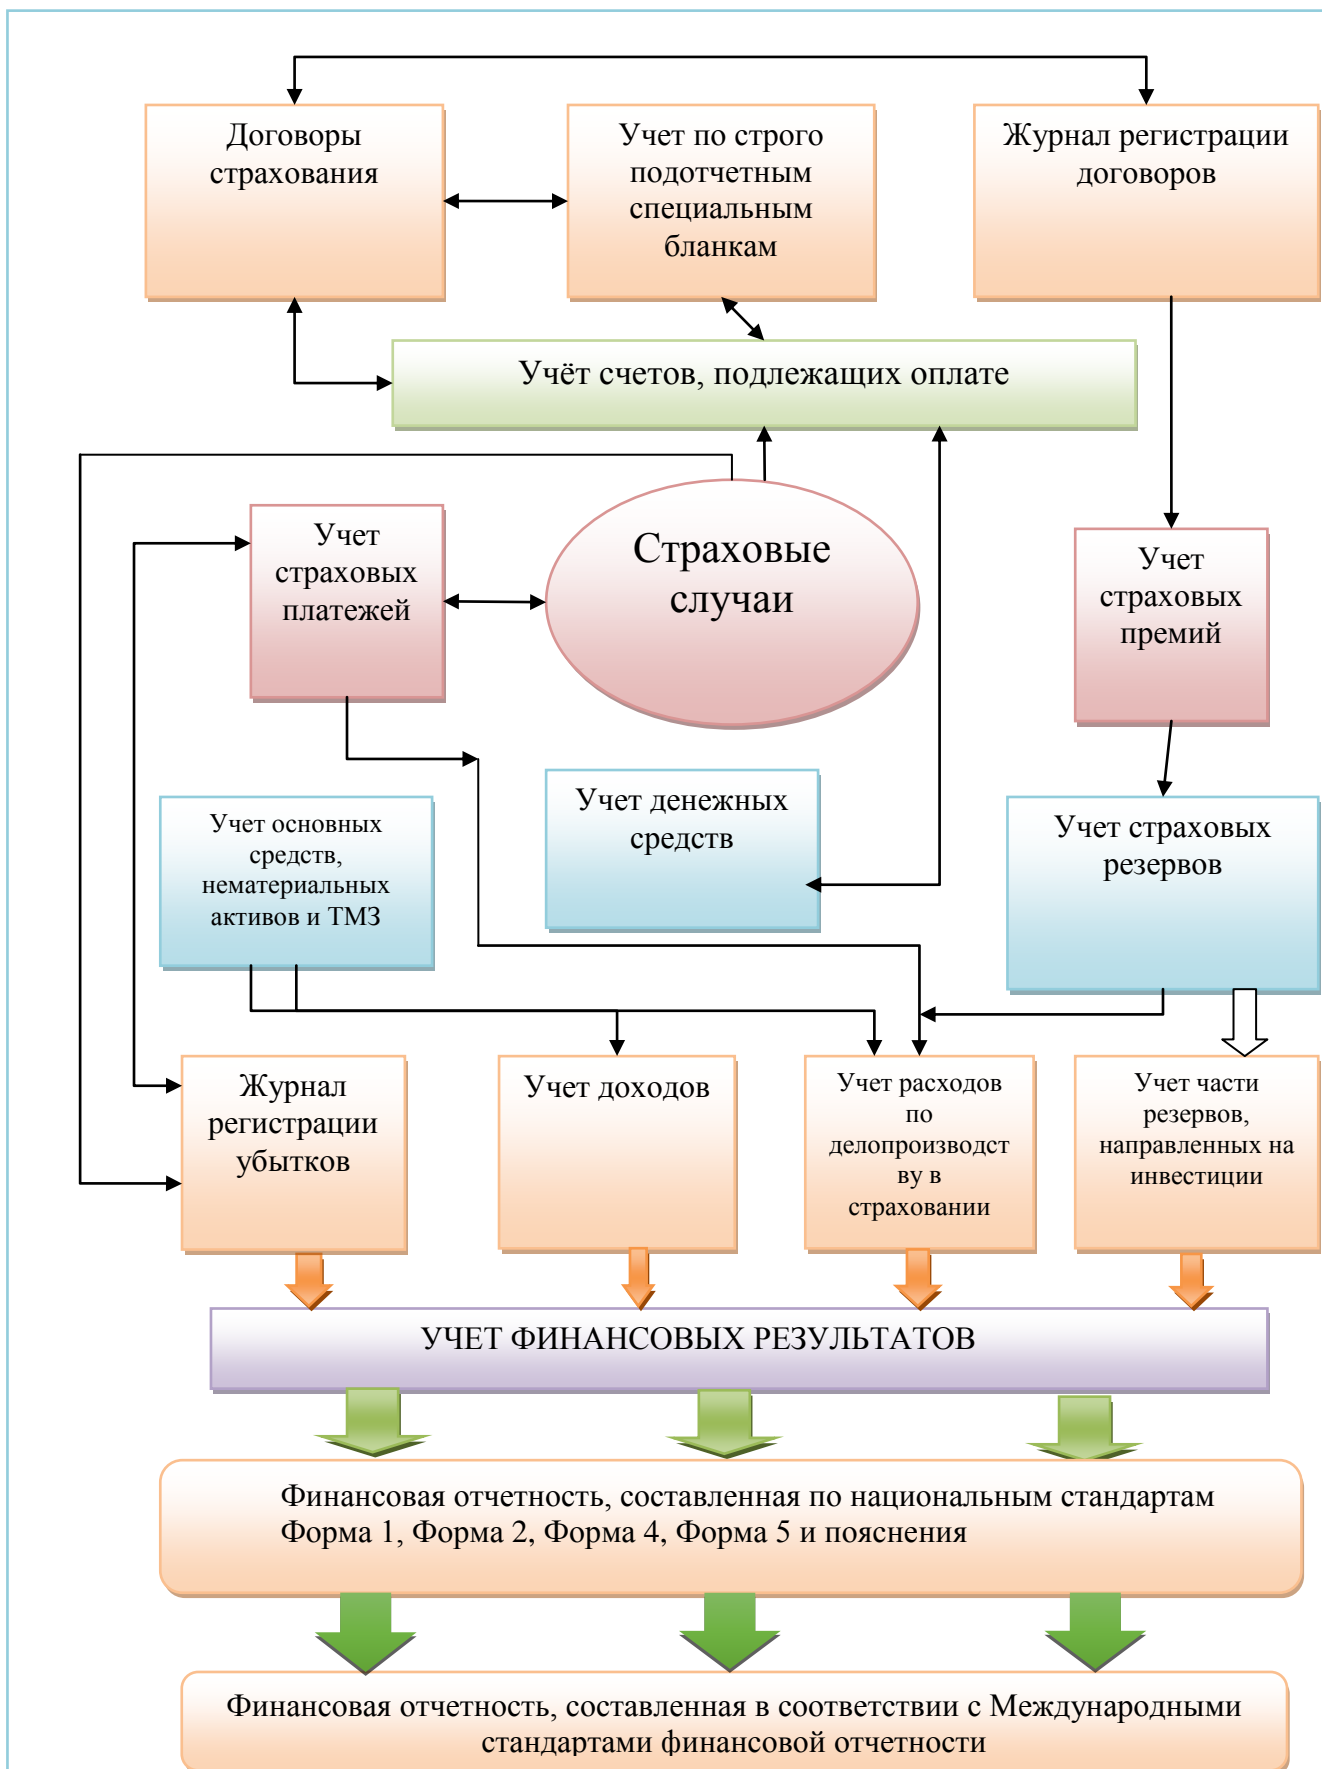 Договоры
страхования
Учет по строго
подотчетным
специальным
бланкам
Журнал регистрации
договоров
Учёт счетов, подлежащих оплате
Учет
страховых
платежей
Страховые
случаи
Учет
страховых
премий
Учет основных
средств,
нематериальных
активов и ТМЗ
Учет денежных
средств
Учет страховых
резервов
Журнал
регистрации
убытков
Учет доходов
Учет расходов
по
делопроизводст
ву в
страховании
Учет части
резервов,
направленных на
инвестиции
УЧЕТ ФИНАНСОВЫХ РЕЗУЛЬТАТОВ
Финансовая отчетность, составленная по национальным стандартам
Форма 1, Форма 2, Форма 4, Форма 5 и пояснения
Финансовая отчетность, составленная в соответствии с Международными
стандартами финансовой отчетности